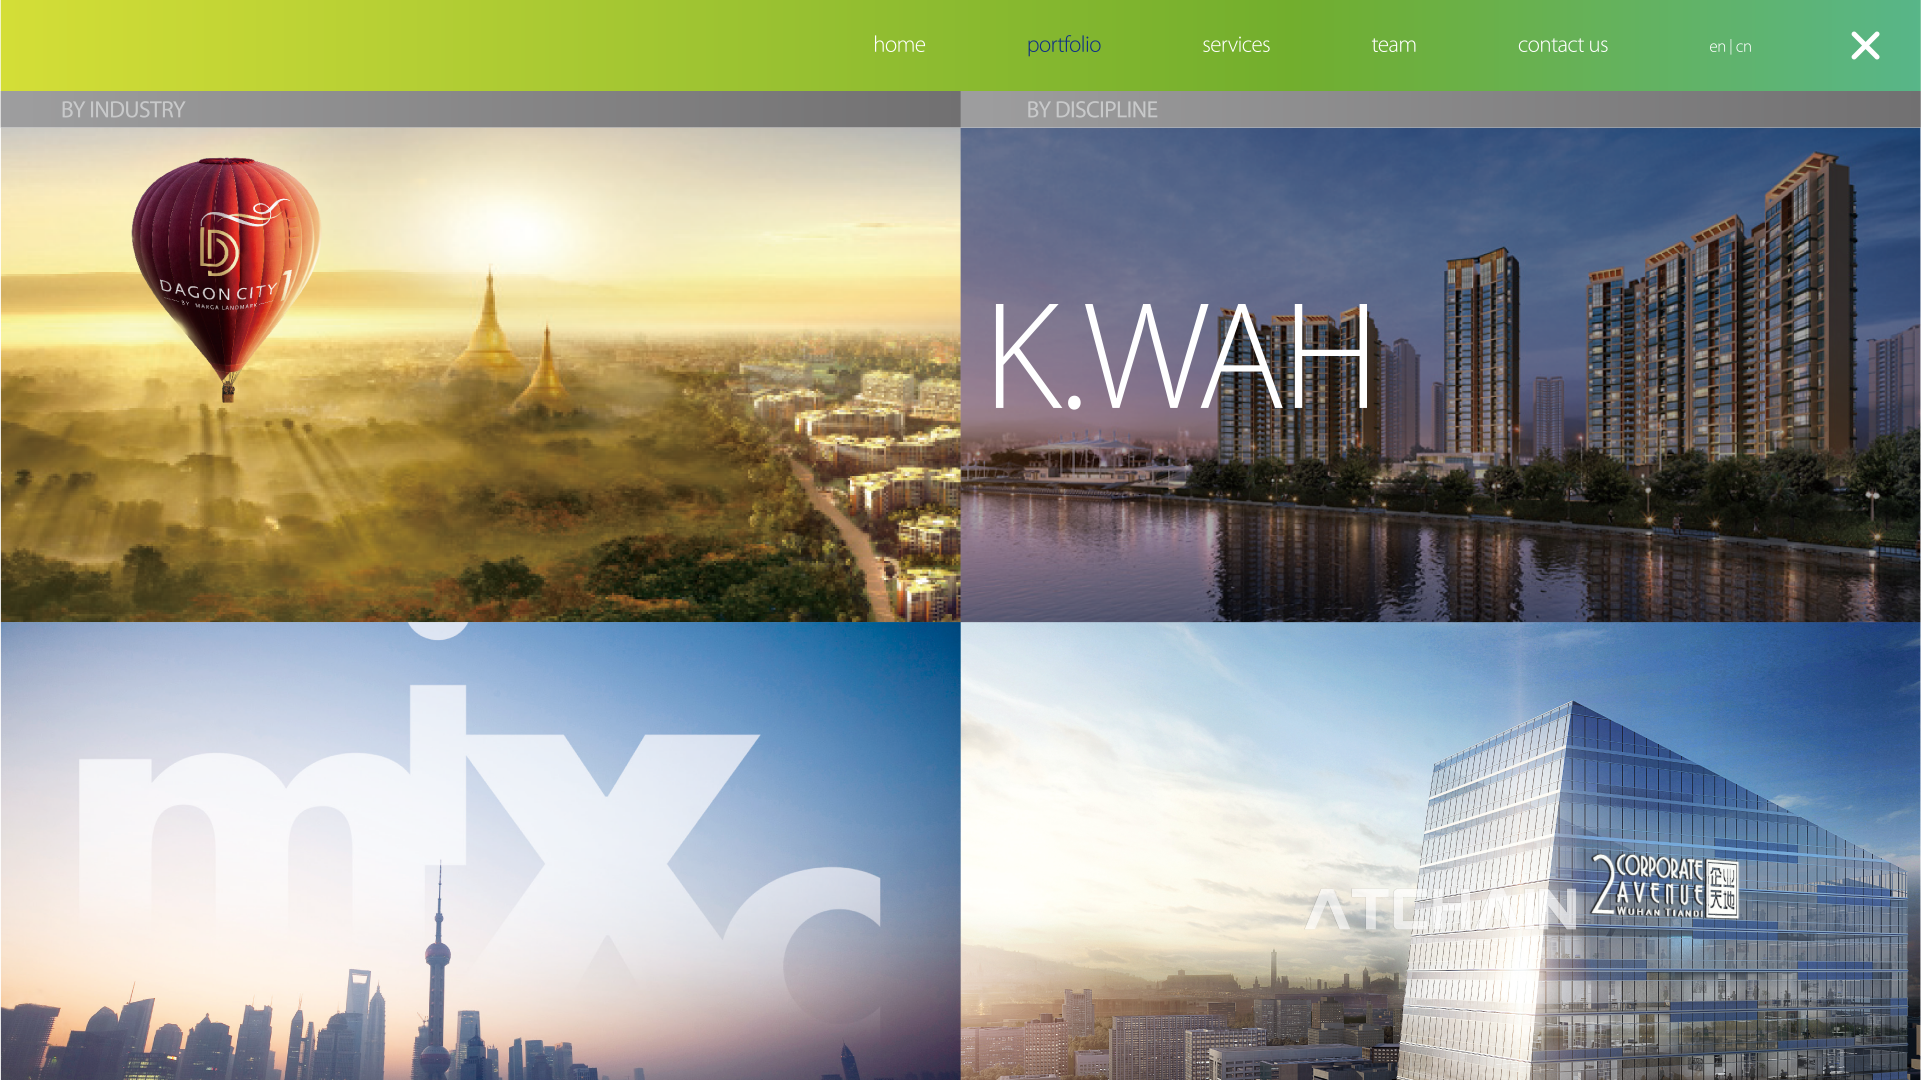 home portfolio services team contact us en | cn
BY INDUSTRY BY DISCIPLINE
DAGON CITY 1
BY MARGA LANDMARK
K.WAH
mixc
2 CORPORATE AVENUE
WUHAN TIANDI
企业天地